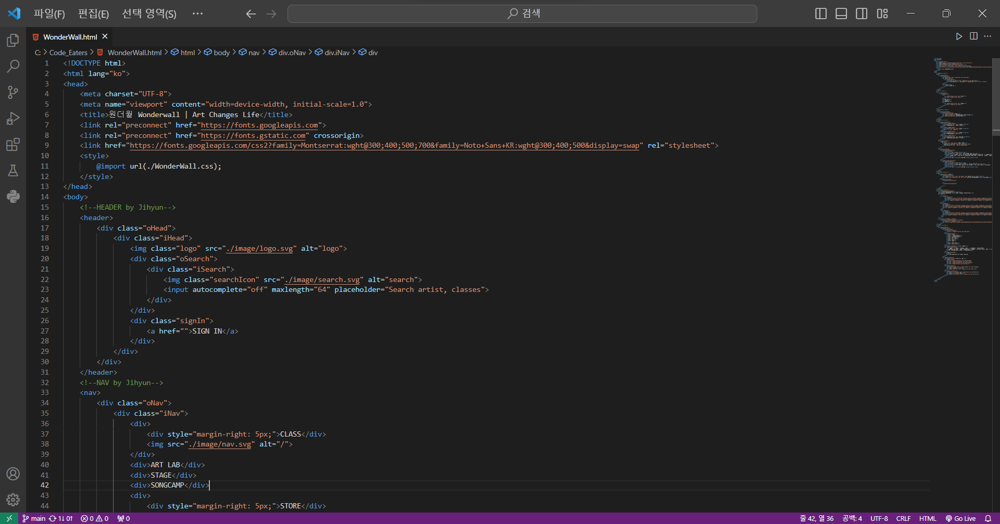 파일(F) 편집(E) 선택 영역(S) ··· 검색
WonderWall.html
C: > Code_Eaters > WonderWall.html > html > body > nav > div.oNav > div.iNav > div
1 <!DOCTYPE html>
2 <html lang="ko">
3 <head>
4 <meta charset="UTF-8">
5 <meta name="viewport" content="width=device-width, initial-scale=1.0">
6 <title>원더월 Wonderwall | Art Changes Life</title>
7 <link rel="preconnect" href="https://fonts.googleapis.com">
8 <link rel="preconnect" href="https://fonts.gstatic.com" crossorigin>
9 <link href="https://fonts.googleapis.com/css2?family=Montserrat:wght@300;400;500;700&family=Noto+Sans+KR:wght@300;400;500&display=swap" rel="stylesheet">
10 <style>
11 @import url(./WonderWall.css);
12 </style>
13 </head>
14 <body>
15 <!--HEADER by Jihyun-->
16 <header>
17 <div class="oHead">
18 <div class="iHead">
19 <img class="logo" src="./image/logo.svg" alt="logo">
20 <div class="oSearch">
21 <div class="iSearch">
22 <img class="searchIcon" src="./image/search.svg" alt="search">
23 <input autocomplete="off" maxlength="64" placeholder="Search artist, classes">
24 </div>
25 </div>
26 <div class="signIn">
27 <a href="">SIGN IN</a>
28 </div>
29 </div>
30 </div>
31 </header>
32 <!--NAV by Jihyun-->
33 <nav>
34 <div class="oNav">
35 <div class="iNav">
36 <div>
37 <div style="margin-right: 5px;">CLASS</div>
38 <img src="./image/nav.svg" alt="/">
39 </div>
40 <div>ART LAB</div>
41 <div>STAGE</div>
42 <div>SONGCAMP</div>
43 <div>
44 <div style="margin-right: 5px;">STORE</div>
main 1↓ 0↑ 0 0 0 줄 42, 열 36 공백: 4 UTF-8 CRLF HTML Go Live